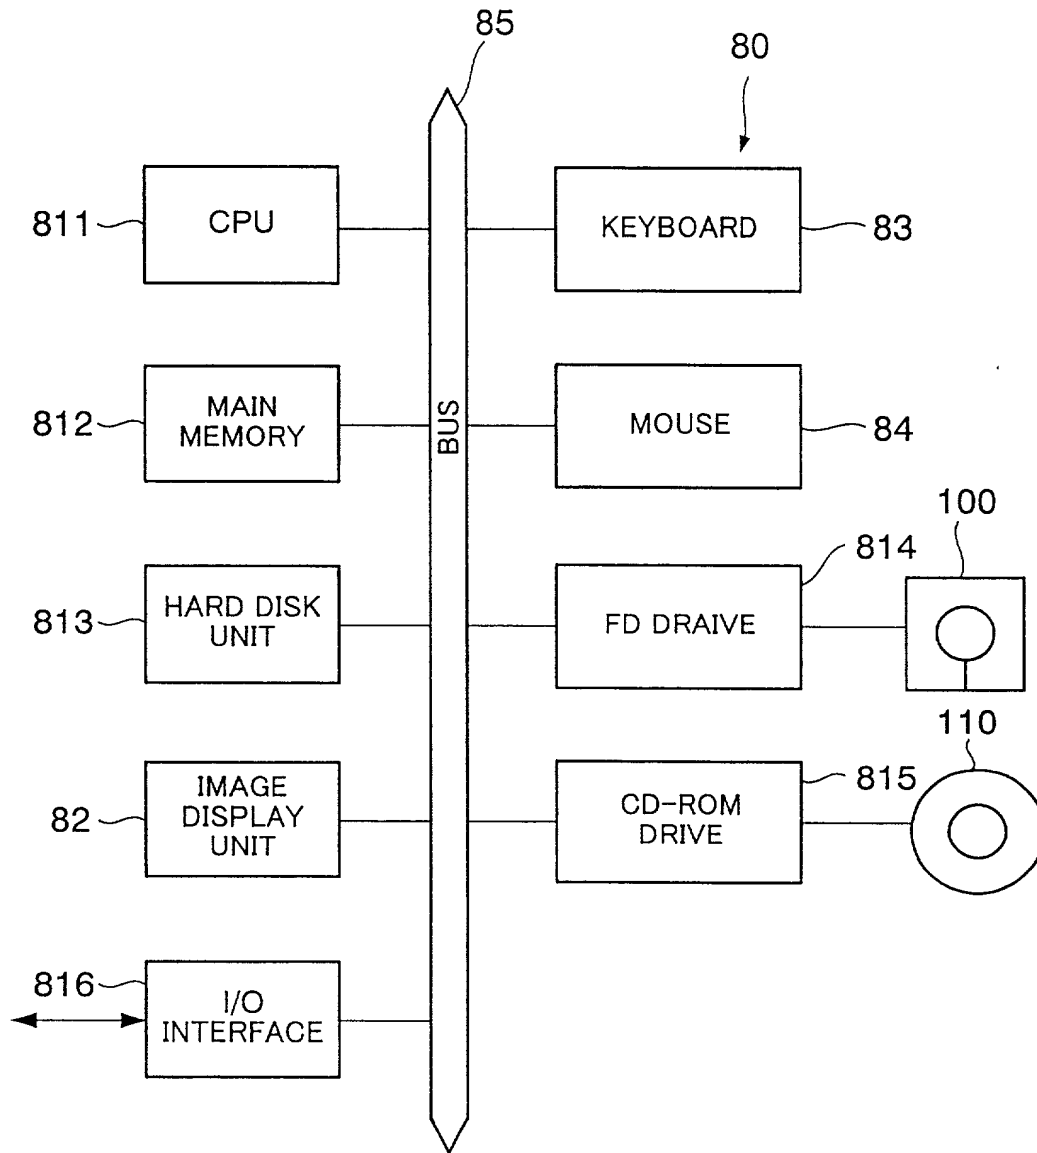 85
80
811
CPU
KEYBOARD
83
812
MAIN
MEMORY
BUS
MOUSE
84
813
HARD DISK
UNIT
814
FD DRAIVE
100
82
IMAGE
DISPLAY
UNIT
815
CD-ROM
DRIVE
110
816
I/O
INTERFACE